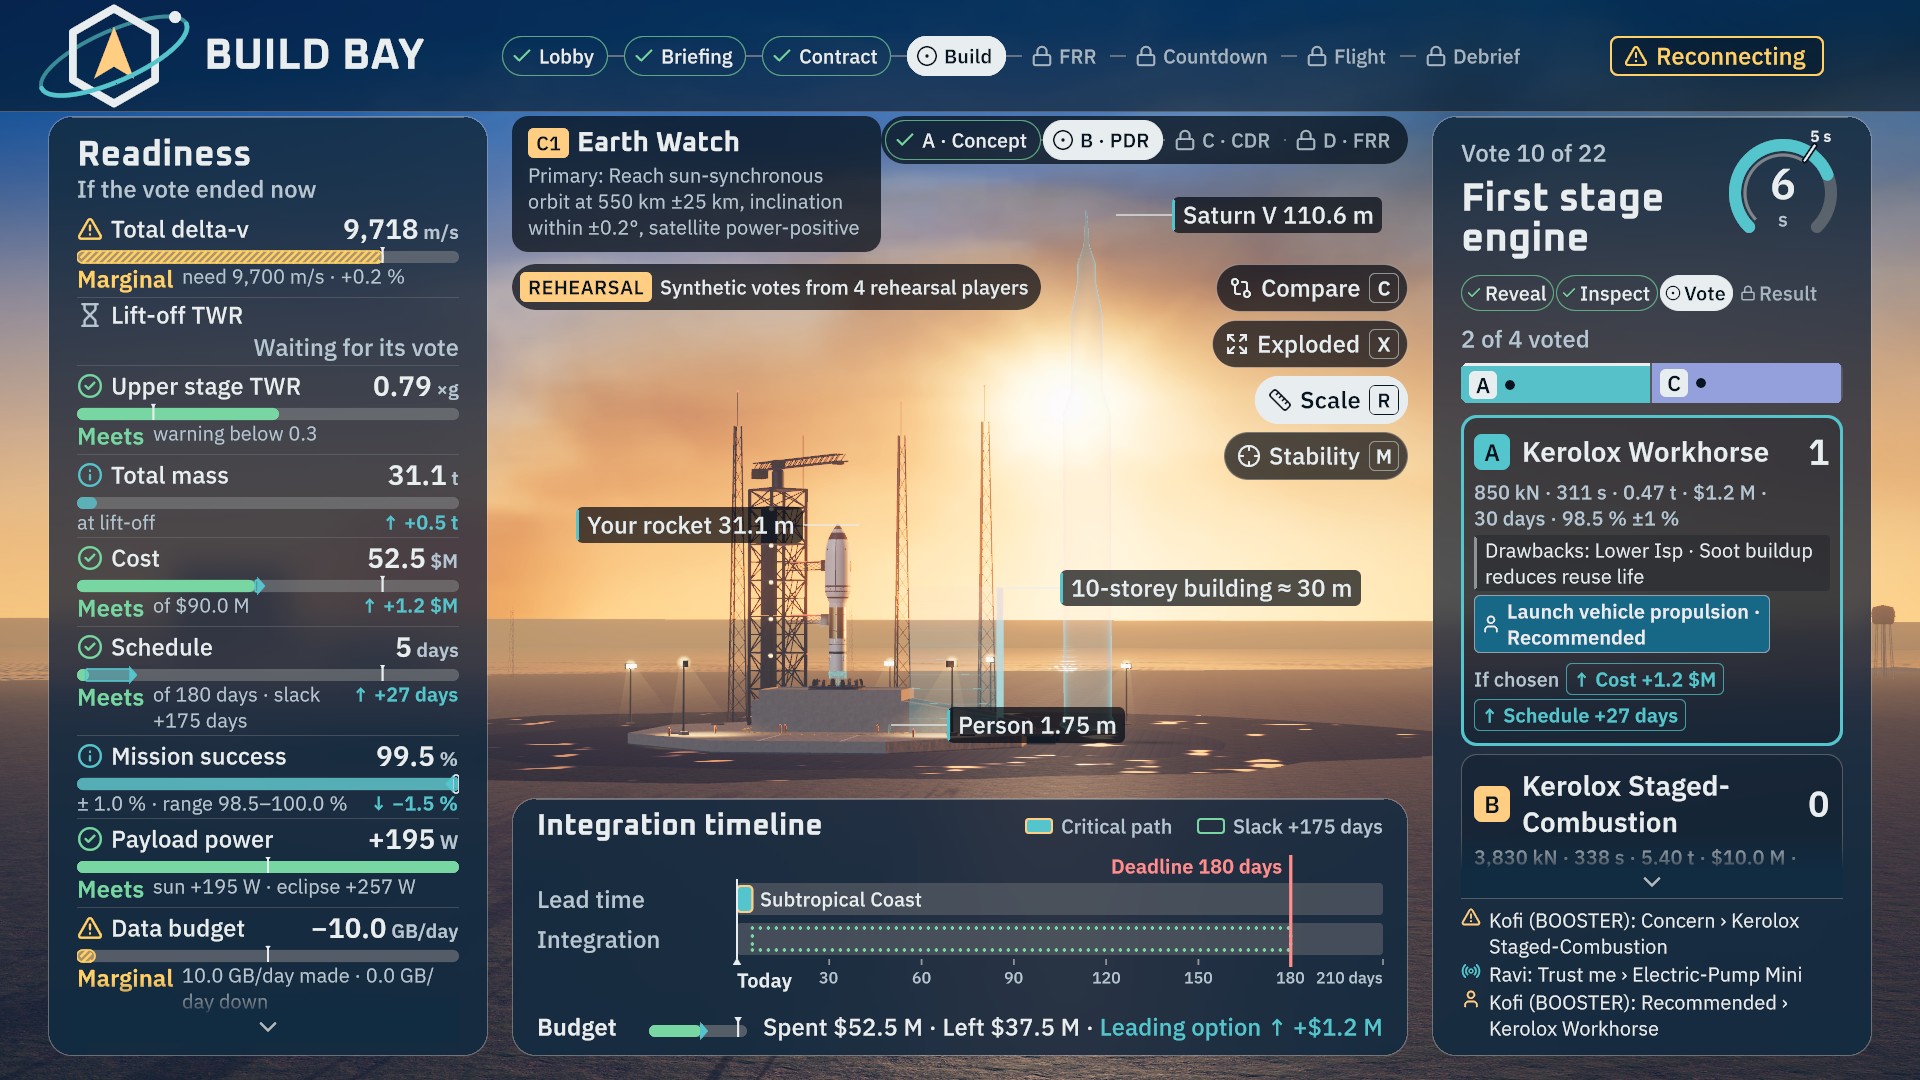 BUILD BAY
Lobby
Briefing
Contract
Build
FRR
Countdown
Flight
Debrief
Reconnecting
Readiness
If the vote ended now
Total delta-v 9,718 m/s
Marginal need 9,700 m/s · +0.2 %
Lift-off TWR
Waiting for its vote
Upper stage TWR 0.79 ×g
Meets warning below 0.3
Total mass 31.1 t
at lift-off ↑ +0.5 t
Cost 52.5 $M
Meets of $90.0 M ↑ +1.2 $M
Schedule 5 days
Meets of 180 days · slack ↑ +27 days
+175 days
Mission success 99.5 %
± 1.0 % · range 98.5–100.0 % ↓ −1.5 %
Payload power +195 W
Meets sun +195 W · eclipse +257 W
Data budget −10.0 GB/day
Marginal 10.0 GB/day made · 0.0 GB/
day down
C1 Earth Watch
Primary: Reach sun-synchronous
orbit at 550 km ±25 km, inclination
within ±0.2°, satellite power-positive
A · Concept
B · PDR
C · CDR
D · FRR
REHEARSAL Synthetic votes from 4 rehearsal players
Saturn V 110.6 m
Compare C
Exploded X
Scale R
Stability M
Your rocket 31.1 m
10-storey building ≈ 30 m
Person 1.75 m
Integration timeline
Critical path
Slack +175 days
Deadline 180 days
Lead time
Subtropical Coast
Integration
Today 30 60 90 120 150 180 210 days
Budget Spent $52.5 M · Left $37.5 M · Leading option ↑ +$1.2 M
Vote 10 of 22
First stage
engine
5 s
6
s
Reveal
Inspect
Vote
Result
2 of 4 voted
A
C
A Kerolox Workhorse 1
850 kN · 311 s · 0.47 t · $1.2 M ·
30 days · 98.5 % ±1 %
Drawbacks: Lower Isp · Soot buildup
reduces reuse life
Launch vehicle propulsion ·
Recommended
If chosen ↑ Cost +1.2 $M
↑ Schedule +27 days
B Kerolox Staged-
Combustion 0
3,830 kN · 338 s · 5.40 t · $10.0 M ·
Kofi (BOOSTER): Concern › Kerolox
Staged-Combustion
Ravi: Trust me › Electric-Pump Mini
Kofi (BOOSTER): Recommended ›
Kerolox Workhorse